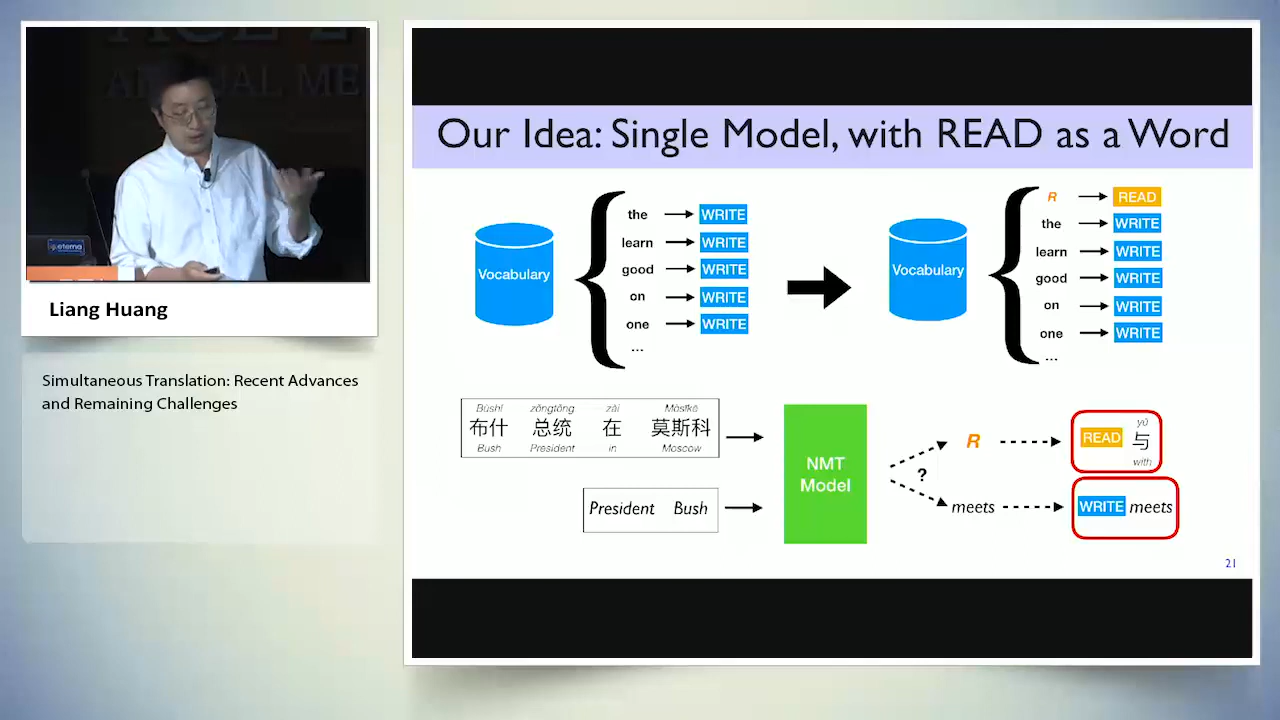 ANNUAL ME
eterna
Liang Huang
Simultaneous Translation: Recent Advances
and Remaining Challenges
Our Idea: Single Model, with READ as a Word
Vocabulary
the WRITE
learn WRITE
good WRITE
on WRITE
one WRITE
...
Vocabulary
R READ
the WRITE
learn WRITE
good WRITE
on WRITE
one WRITE
...
Bùshí zǒngtǒng zài Mòsīkē
布什 总统 在 莫斯科
Bush President in Moscow
President Bush
NMT
Model
?
R
READ
yǔ
与
with
meets
WRITE meets
21